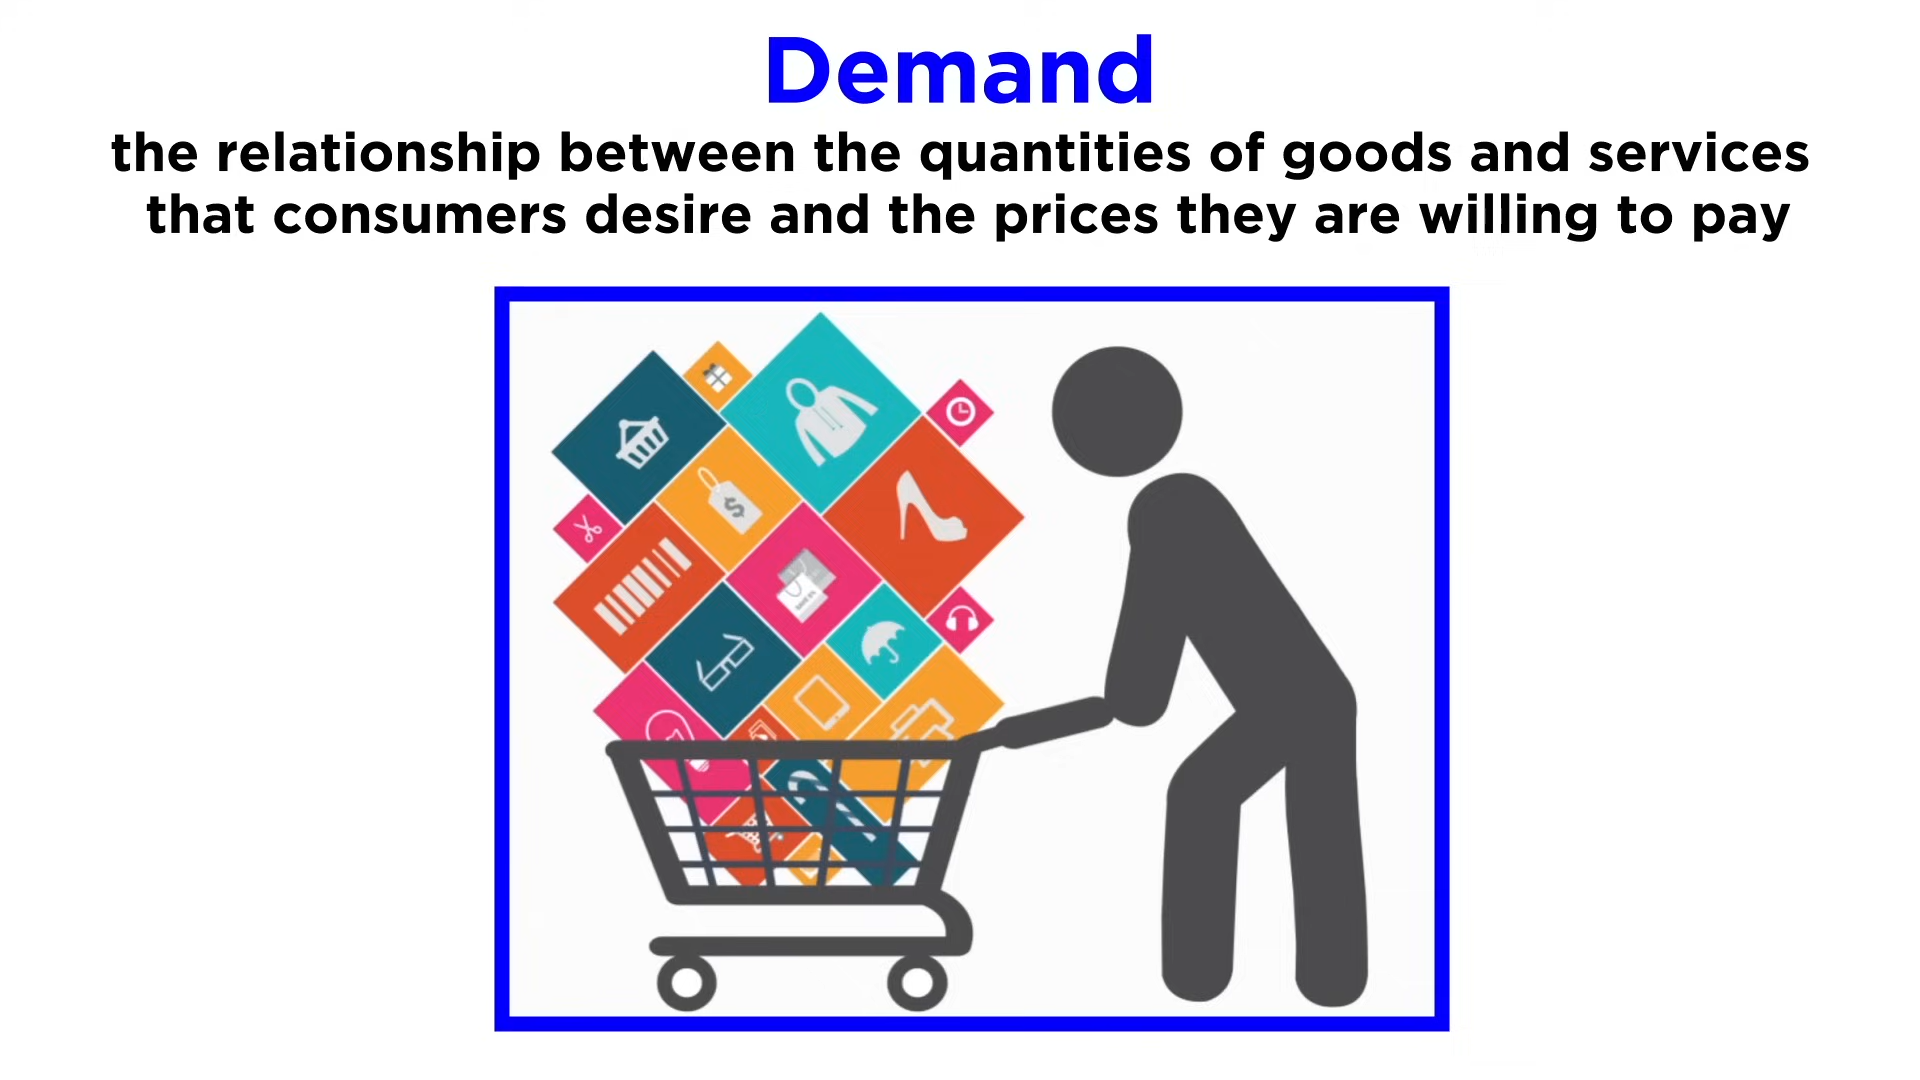 Demand
the relationship between the quantities of goods and services
that consumers desire and the prices they are willing to pay
$